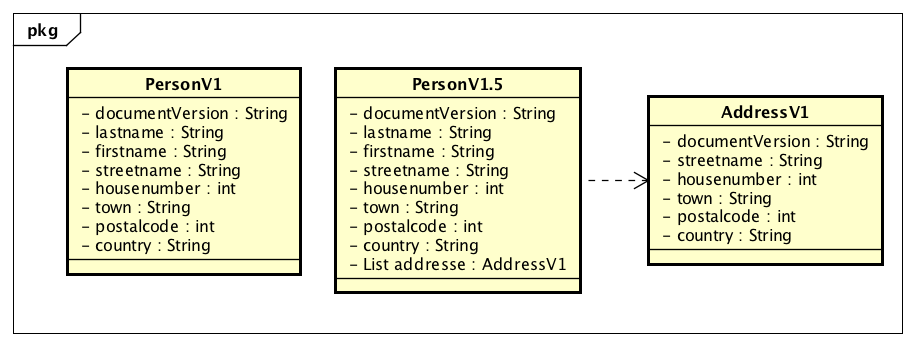 pkg
PersonV1
- documentVersion : String
- lastname : String
- firstname : String
- streetname : String
- housenumber : int
- town : String
- postalcode : int
- country : String
PersonV1.5
- documentVersion : String
- lastname : String
- firstname : String
- streetname : String
- housenumber : int
- town : String
- postalcode : int
- country : String
- List addresse : AddressV1
AddressV1
- documentVersion : String
- streetname : String
- housenumber : int
- town : String
- postalcode : int
- country : String